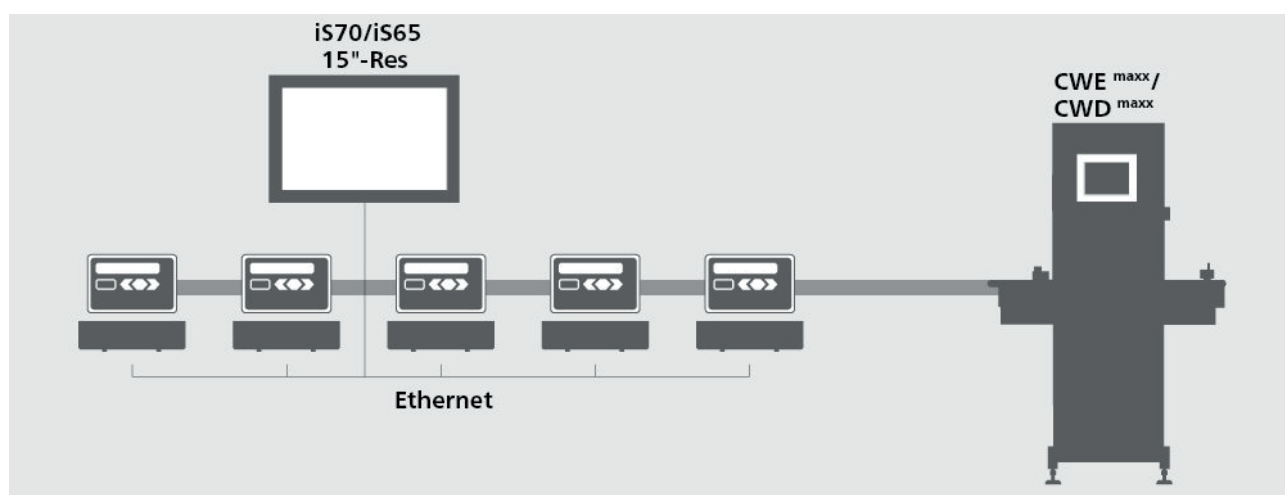 iS70/iS65
15"-Res
CWE maxx/
CWD maxx
Ethernet